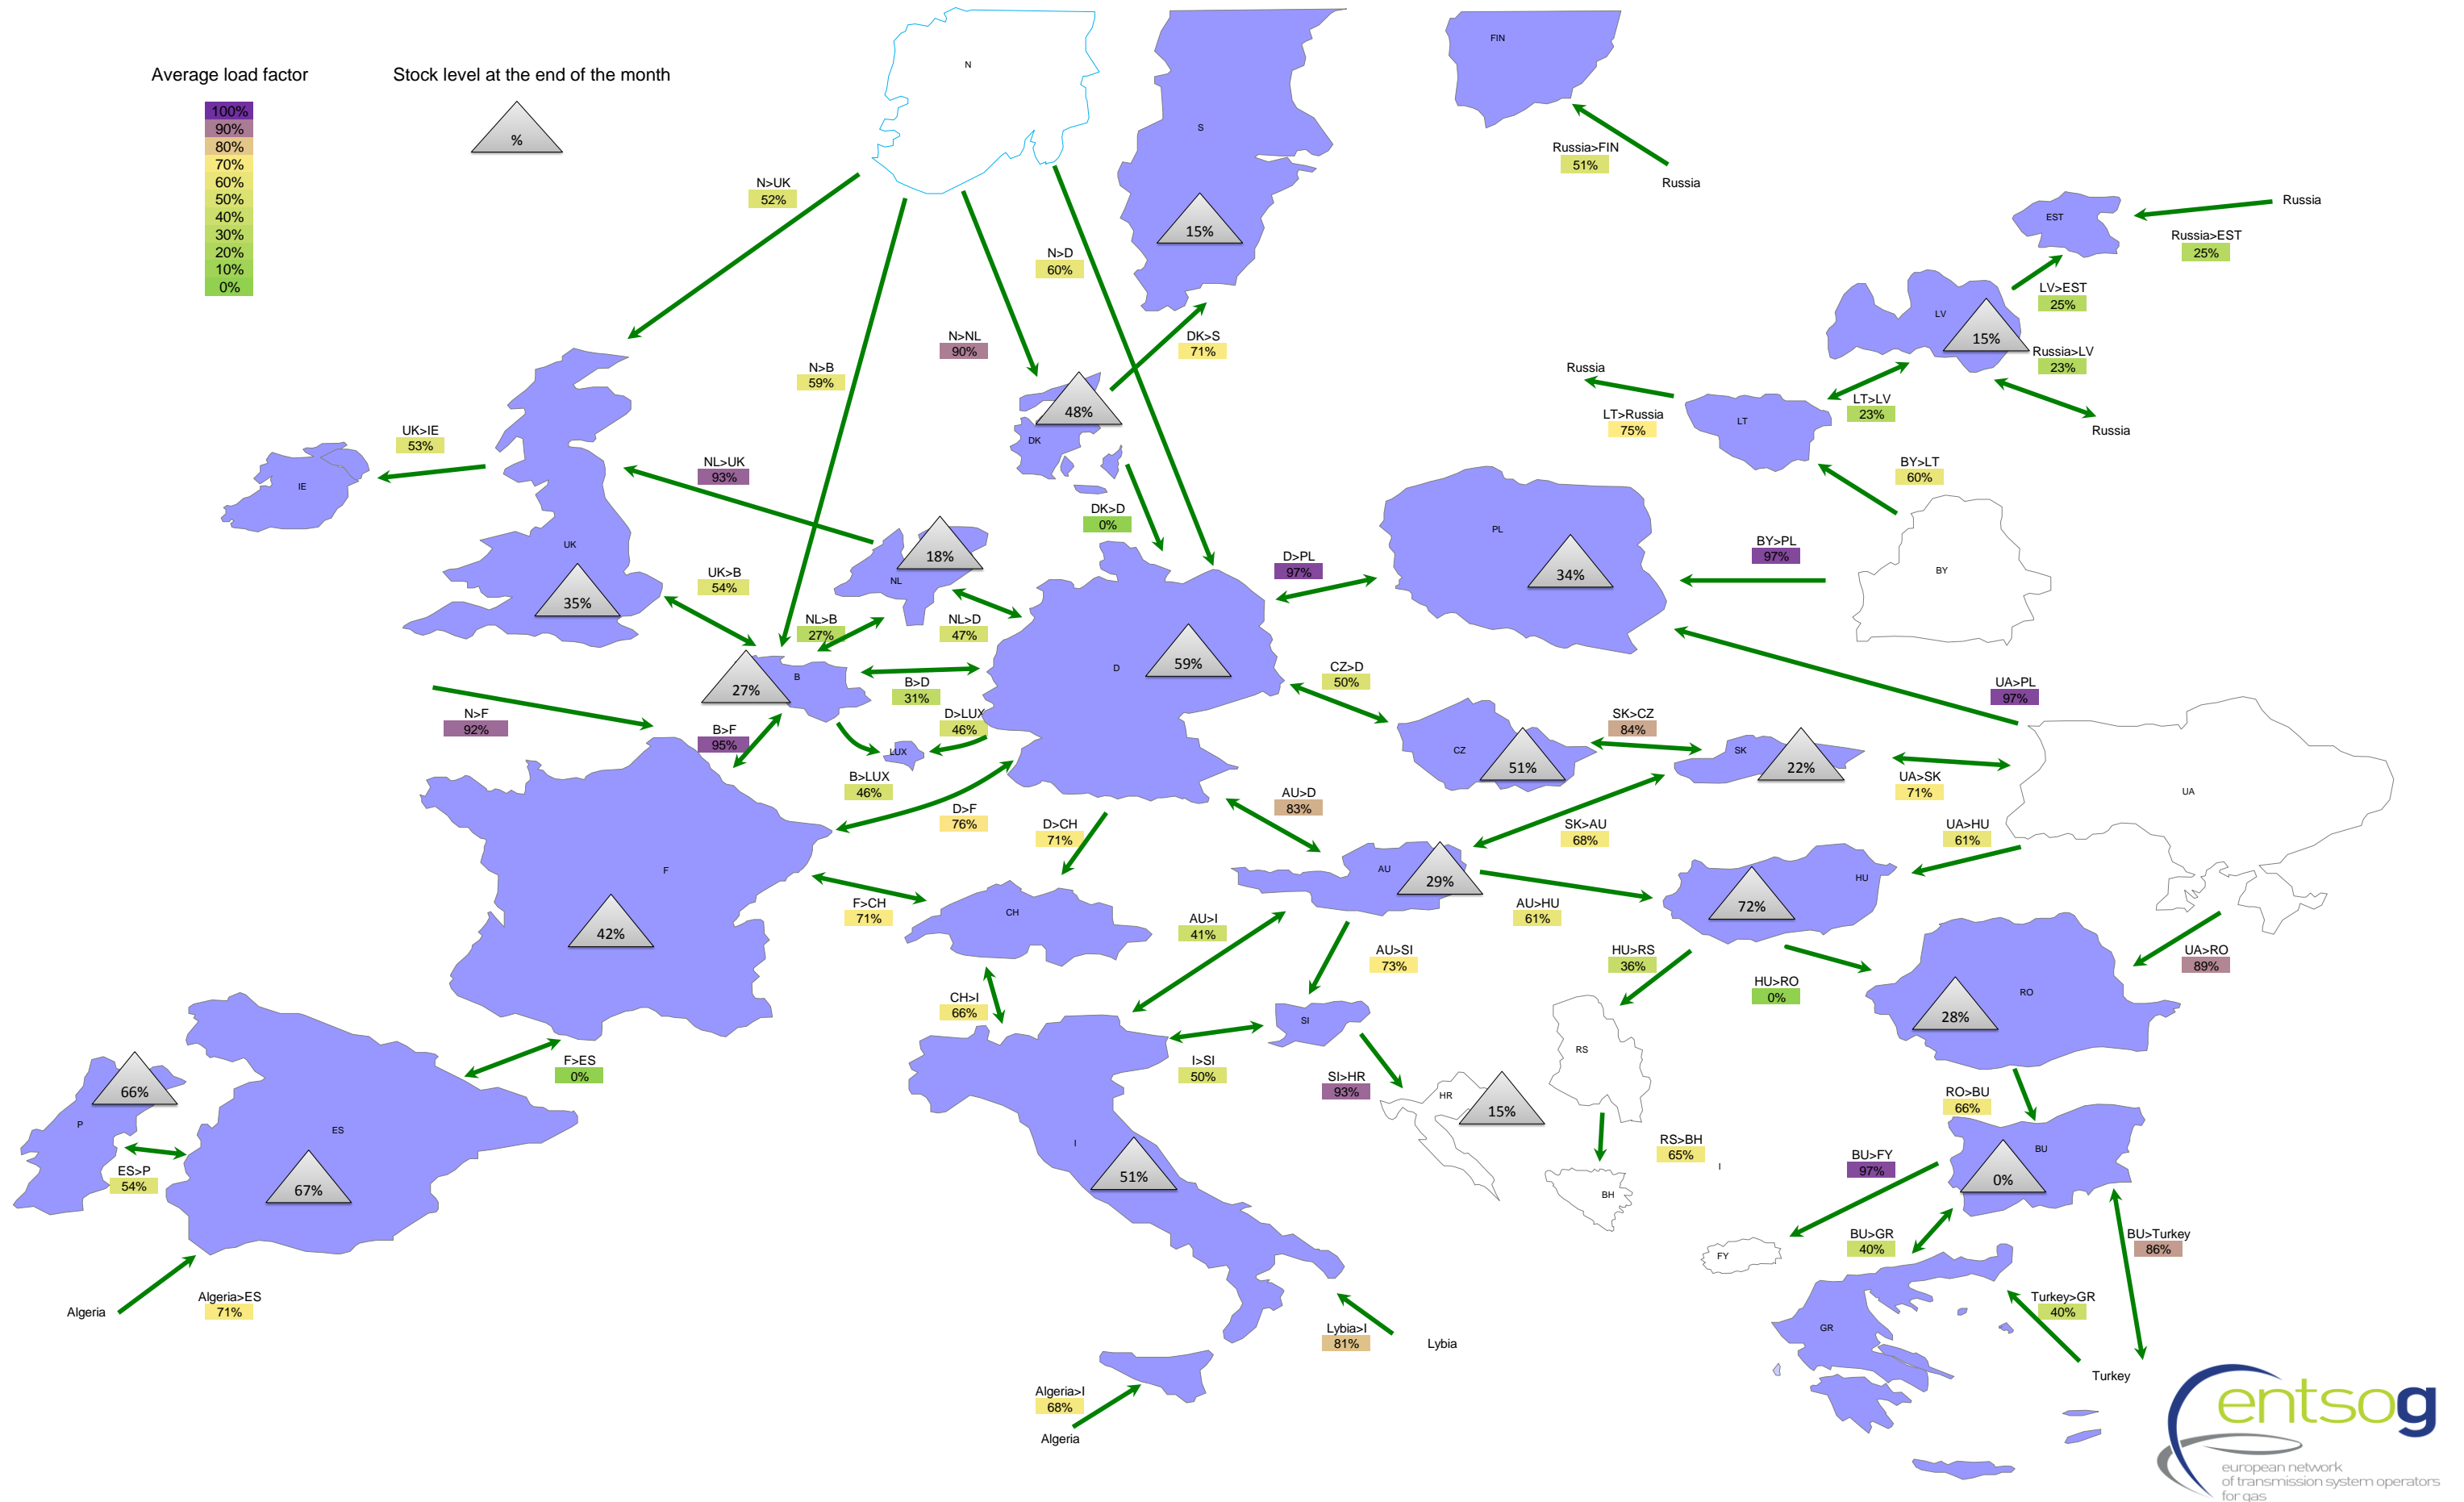 Average load factor
100%
90%
80%
70%
60%
50%
40%
30%
20%
10%
0%
Stock level at the end of the month
%
N
S
15%
FIN
Russia>FIN
51%
Russia
N>UK
52%
N>D
60%
N>NL
90%
DK>S
71%
N>B
59%
EST
Russia
Russia>EST
25%
LV>EST
25%
LV
15%
Russia>LV
23%
Russia
Russia
LT>Russia
75%
LT
LT>LV
23%
BY>LT
60%
BY
BY>PL
97%
UK>IE
53%
IE
NL>UK
93%
48%
DK
DK>D
0%
UK
35%
UK>B
54%
18%
NL
NL>B
27%
NL>D
47%
D
59%
D>PL
97%
PL
34%
UA>PL
97%
27%
B
B>D
31%
D>LUX
46%
LUX
B>LUX
46%
N>F
92%
B>F
95%
CZ>D
50%
CZ
51%
SK>CZ
84%
SK
22%
UA>SK
71%
UA
UA>HU
61%
D>F
76%
D>CH
71%
AU>D
83%
SK>AU
68%
AU
29%
AU>HU
61%
HU
72%
F
42%
F>CH
71%
CH
AU>I
41%
AU>SI
73%
HU>RS
36%
HU>RO
0%
UA>RO
89%
RO
28%
CH>I
66%
SI
I>SI
50%
SI>HR
93%
HR
15%
RS
RS>BH
65%
BH
I
RO>BU
66%
BU
0%
BU>FY
97%
FY
BU>GR
40%
BU>Turkey
86%
Turkey>GR
40%
GR
Turkey
F>ES
0%
66%
P
ES>P
54%
ES
67%
Algeria
Algeria>ES
71%
I
51%
Lybia>I
81%
Lybia
Algeria>I
68%
Algeria
entsog
european network
of transmission system operators
for gas